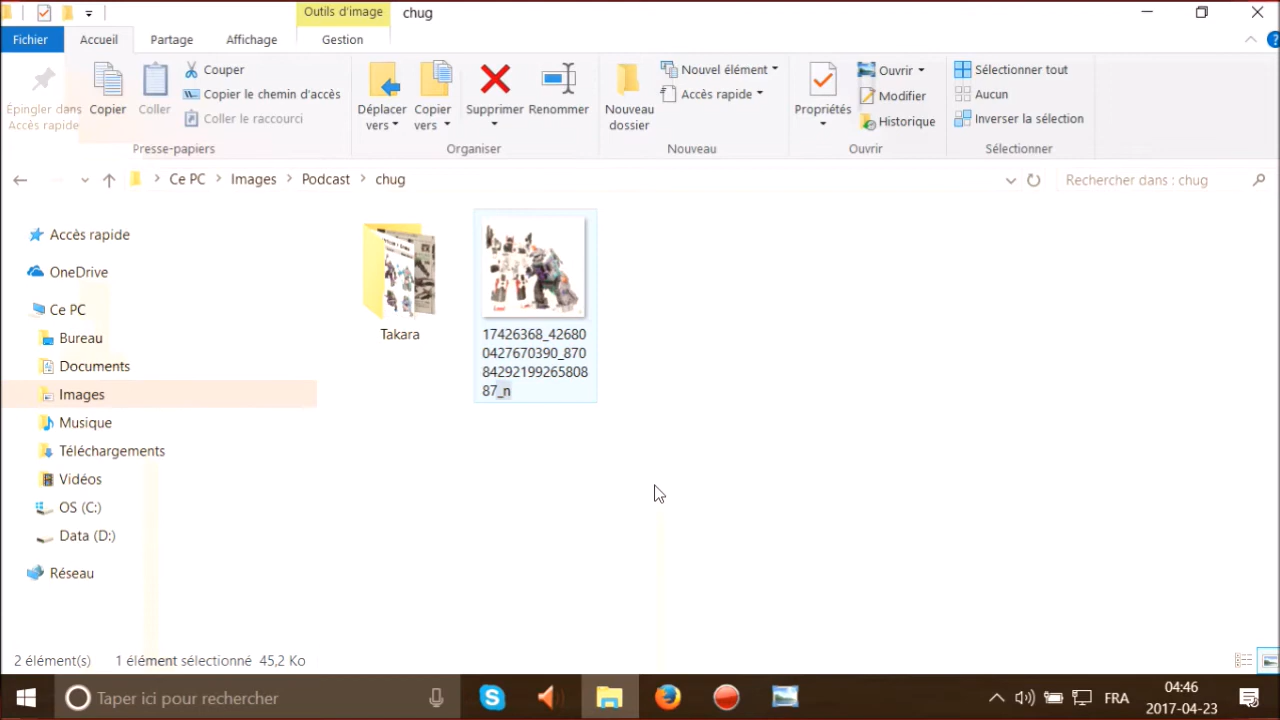 Outils d'image chug
Fichier Accueil Partage Affichage Gestion
Épingler dans
Accès rapide
Copier
Coller
Couper
Copier le chemin d'accès
Coller le raccourci
Presse-papiers
Déplacer
vers
Copier
vers
Supprimer
Renommer
Organiser
Nouveau
dossier
Nouvel élément
Accès rapide
Nouveau
Propriétés
Ouvrir
Modifier
Historique
Ouvrir
Sélectionner tout
Aucun
Inverser la sélection
Sélectionner
Ce PC Images Podcast chug
Rechercher dans : chug
Accès rapide
OneDrive
Ce PC
Bureau
Documents
Images
Musique
Téléchargements
Vidéos
OS (C:)
Data (D:)
Réseau
Takara
17426368_42680
0427670390_870
84292199265808
87_n
2 élément(s) 1 élément sélectionné 45,2 Ko
Taper ici pour rechercher
FRA
04:46
2017-04-23